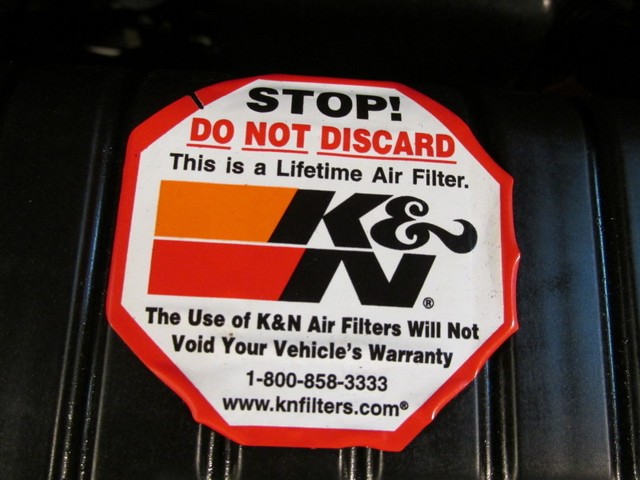 STOP!
DO NOT DISCARD
This is a Lifetime Air Filter.
K&
N®
The Use of K&N Air Filters Will Not
Void Your Vehicle's Warranty
1-800-858-3333
www.knfilters.com®